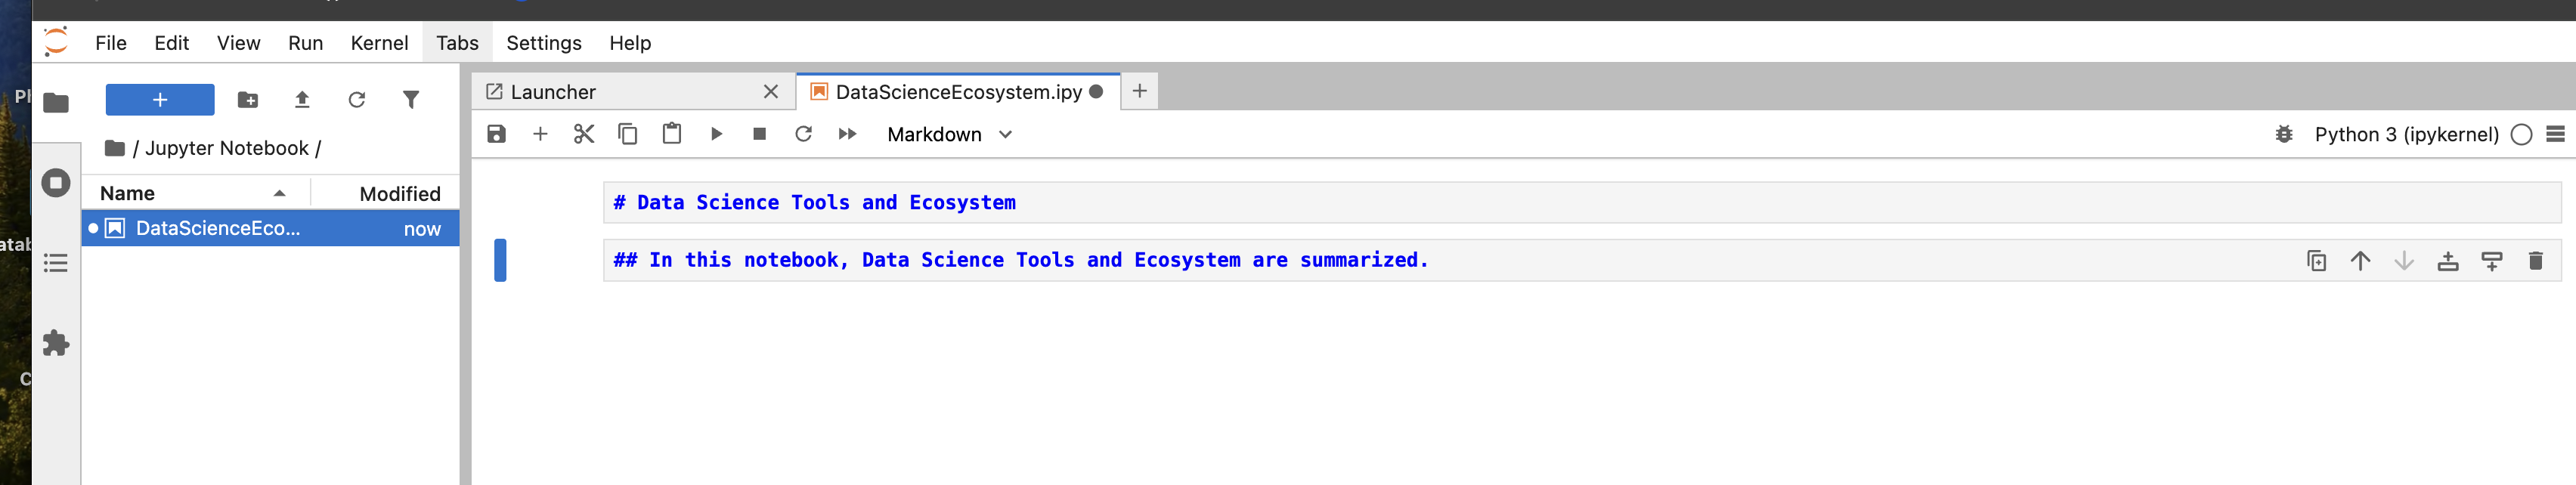 File Edit View Run Kernel Tabs Settings Help
Launcher
DataScienceEcosystem.ipy
Markdown
Python 3 (ipykernel)
/ Jupyter Notebook /
Name Modified
DataScienceEco... now
# Data Science Tools and Ecosystem
## In this notebook, Data Science Tools and Ecosystem are summarized.